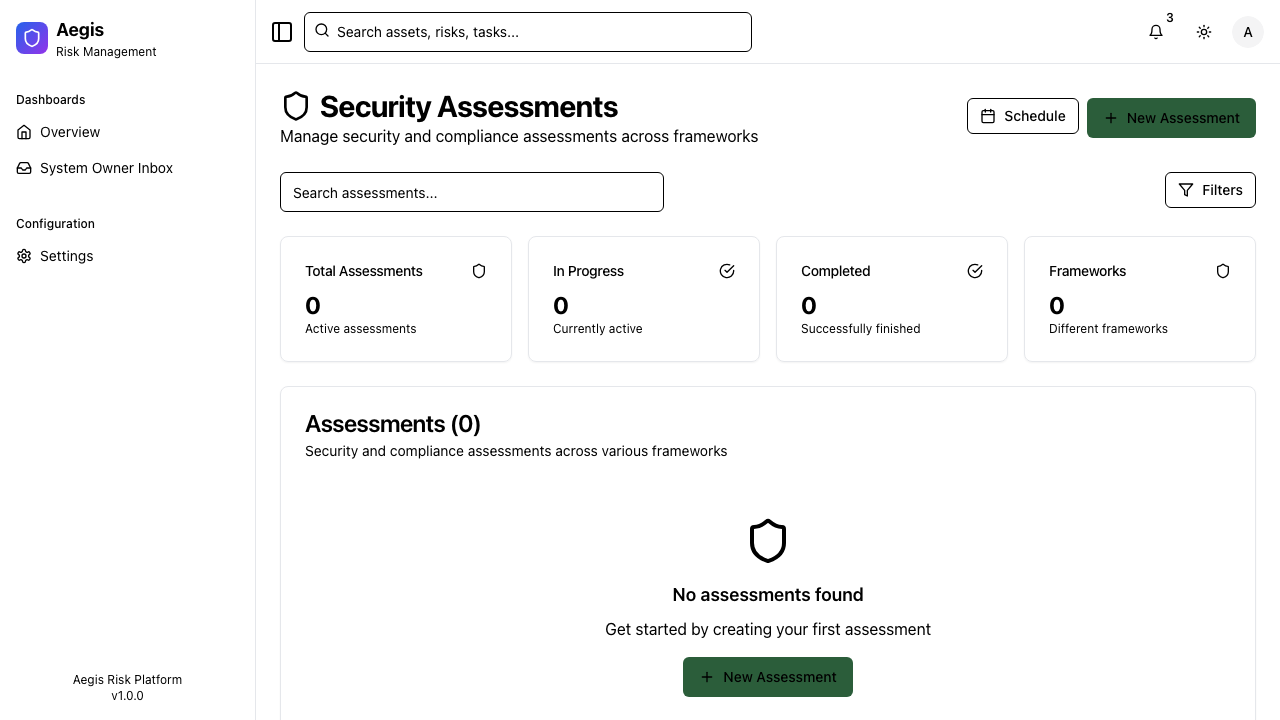 Aegis
Risk Management
Dashboards
Overview
System Owner Inbox
Configuration
Settings
Aegis Risk Platform
v1.0.0
Search assets, risks, tasks...
3
A
Security Assessments
Manage security and compliance assessments across frameworks
Schedule
New Assessment
Search assessments...
Filters
Total Assessments
0
Active assessments
In Progress
0
Currently active
Completed
0
Successfully finished
Frameworks
0
Different frameworks
Assessments (0)
Security and compliance assessments across various frameworks
No assessments found
Get started by creating your first assessment
New Assessment